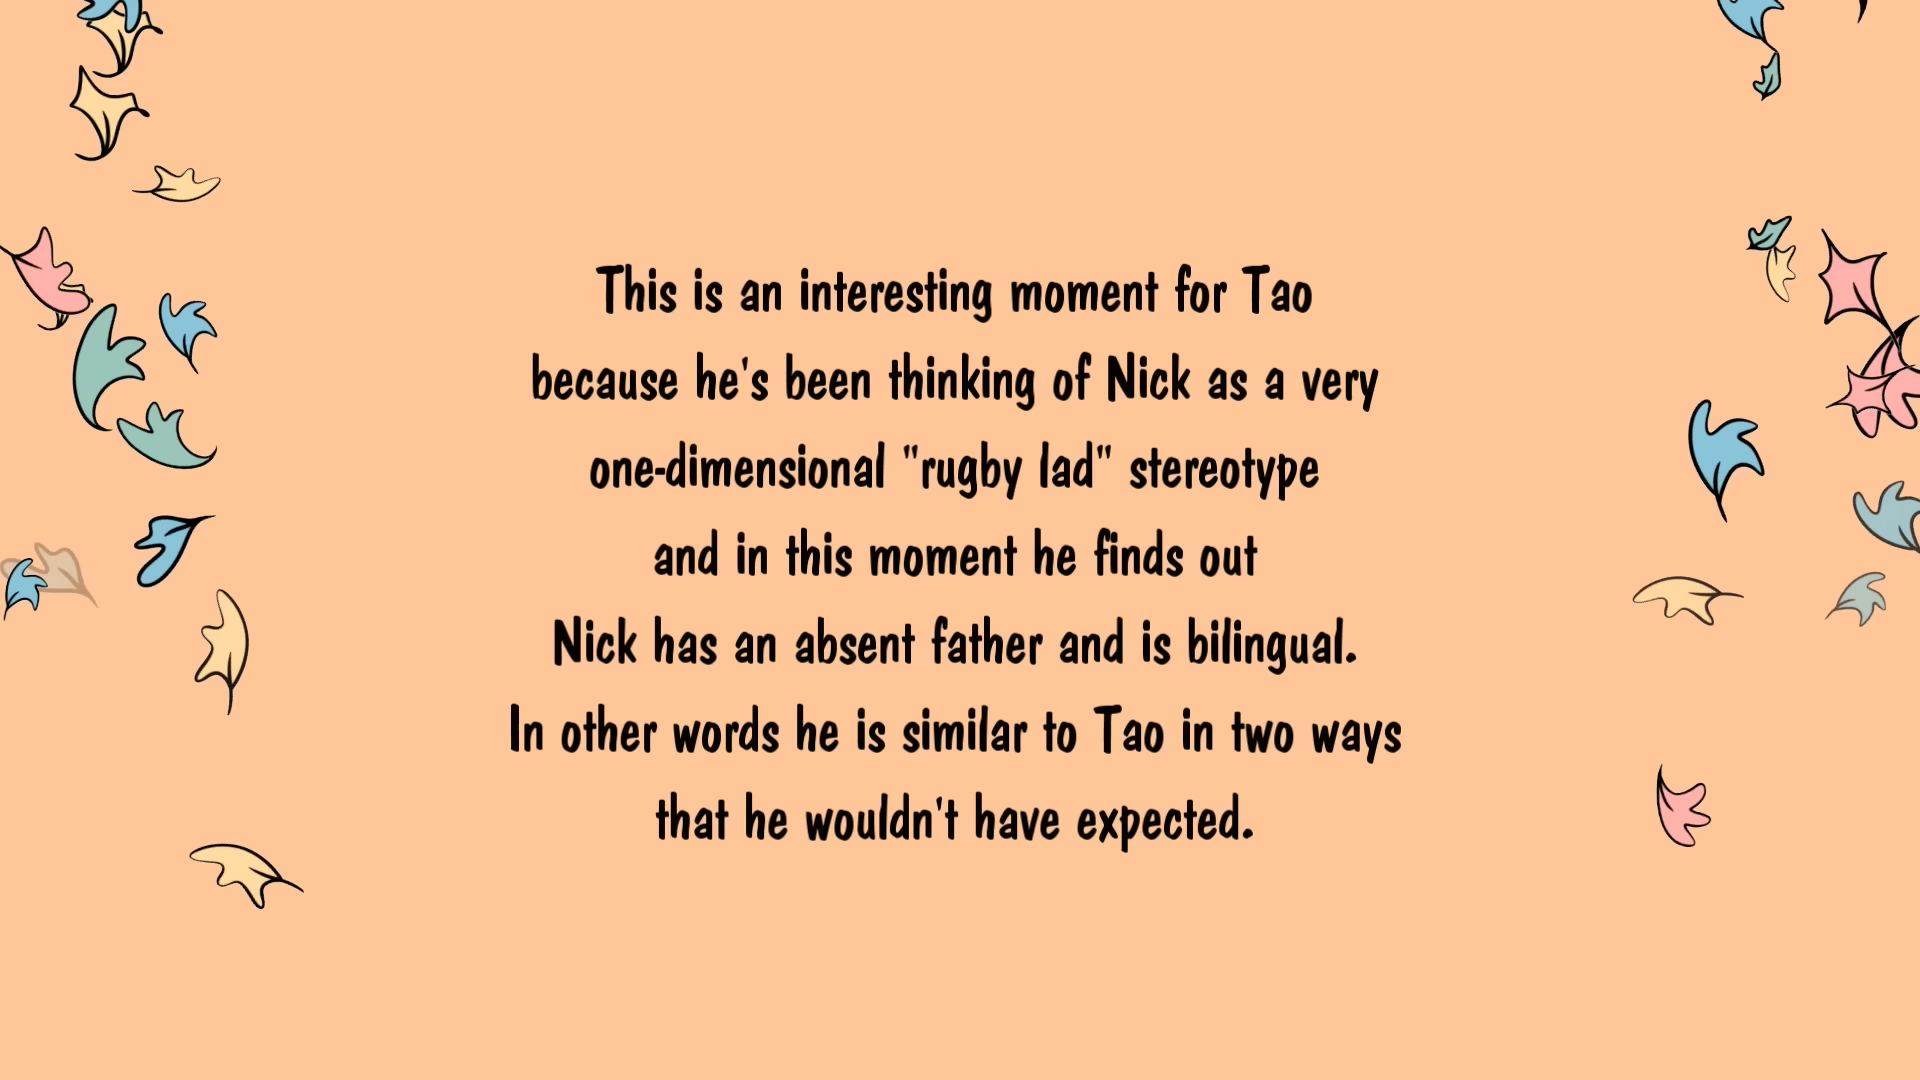 This is an interesting moment for Tao
because he's been thinking of Nick as a very
one-dimensional "rugby lad" stereotype
and in this moment he finds out
Nick has an absent father and is bilingual.
In other words he is similar to Tao in two ways
that he wouldn't have expected.